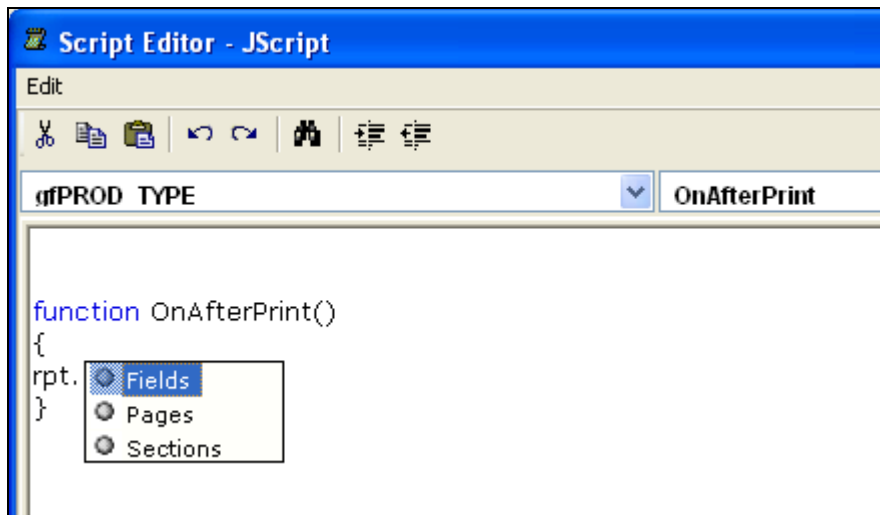 Script Editor - JScript
Edit
gfPROD_TYPE OnAfterPrint
function OnAfterPrint()
{
rpt. Fields
} Pages
Sections